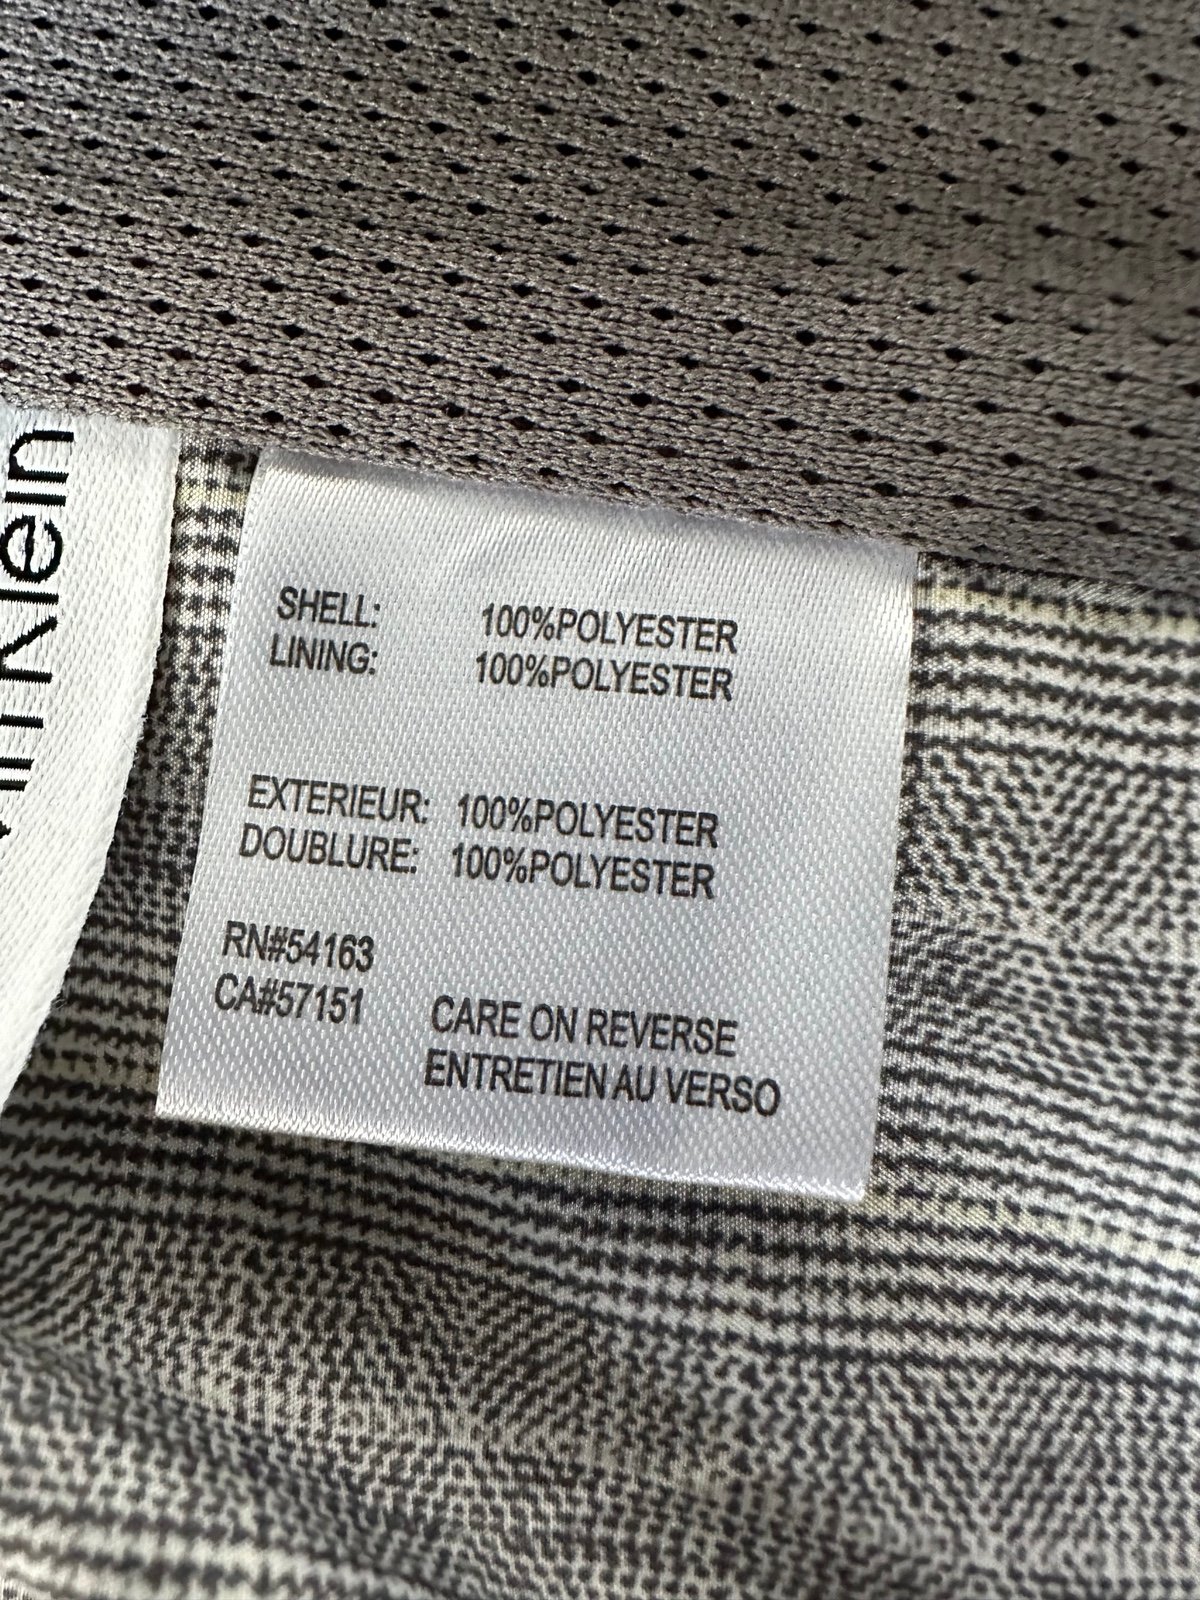 Klein
SHELL: 100%POLYESTER
LINING: 100%POLYESTER
EXTERIEUR: 100%POLYESTER
DOUBLURE: 100%POLYESTER
RN#54163
CA#57151
CARE ON REVERSE
ENTRETIEN AU VERSO